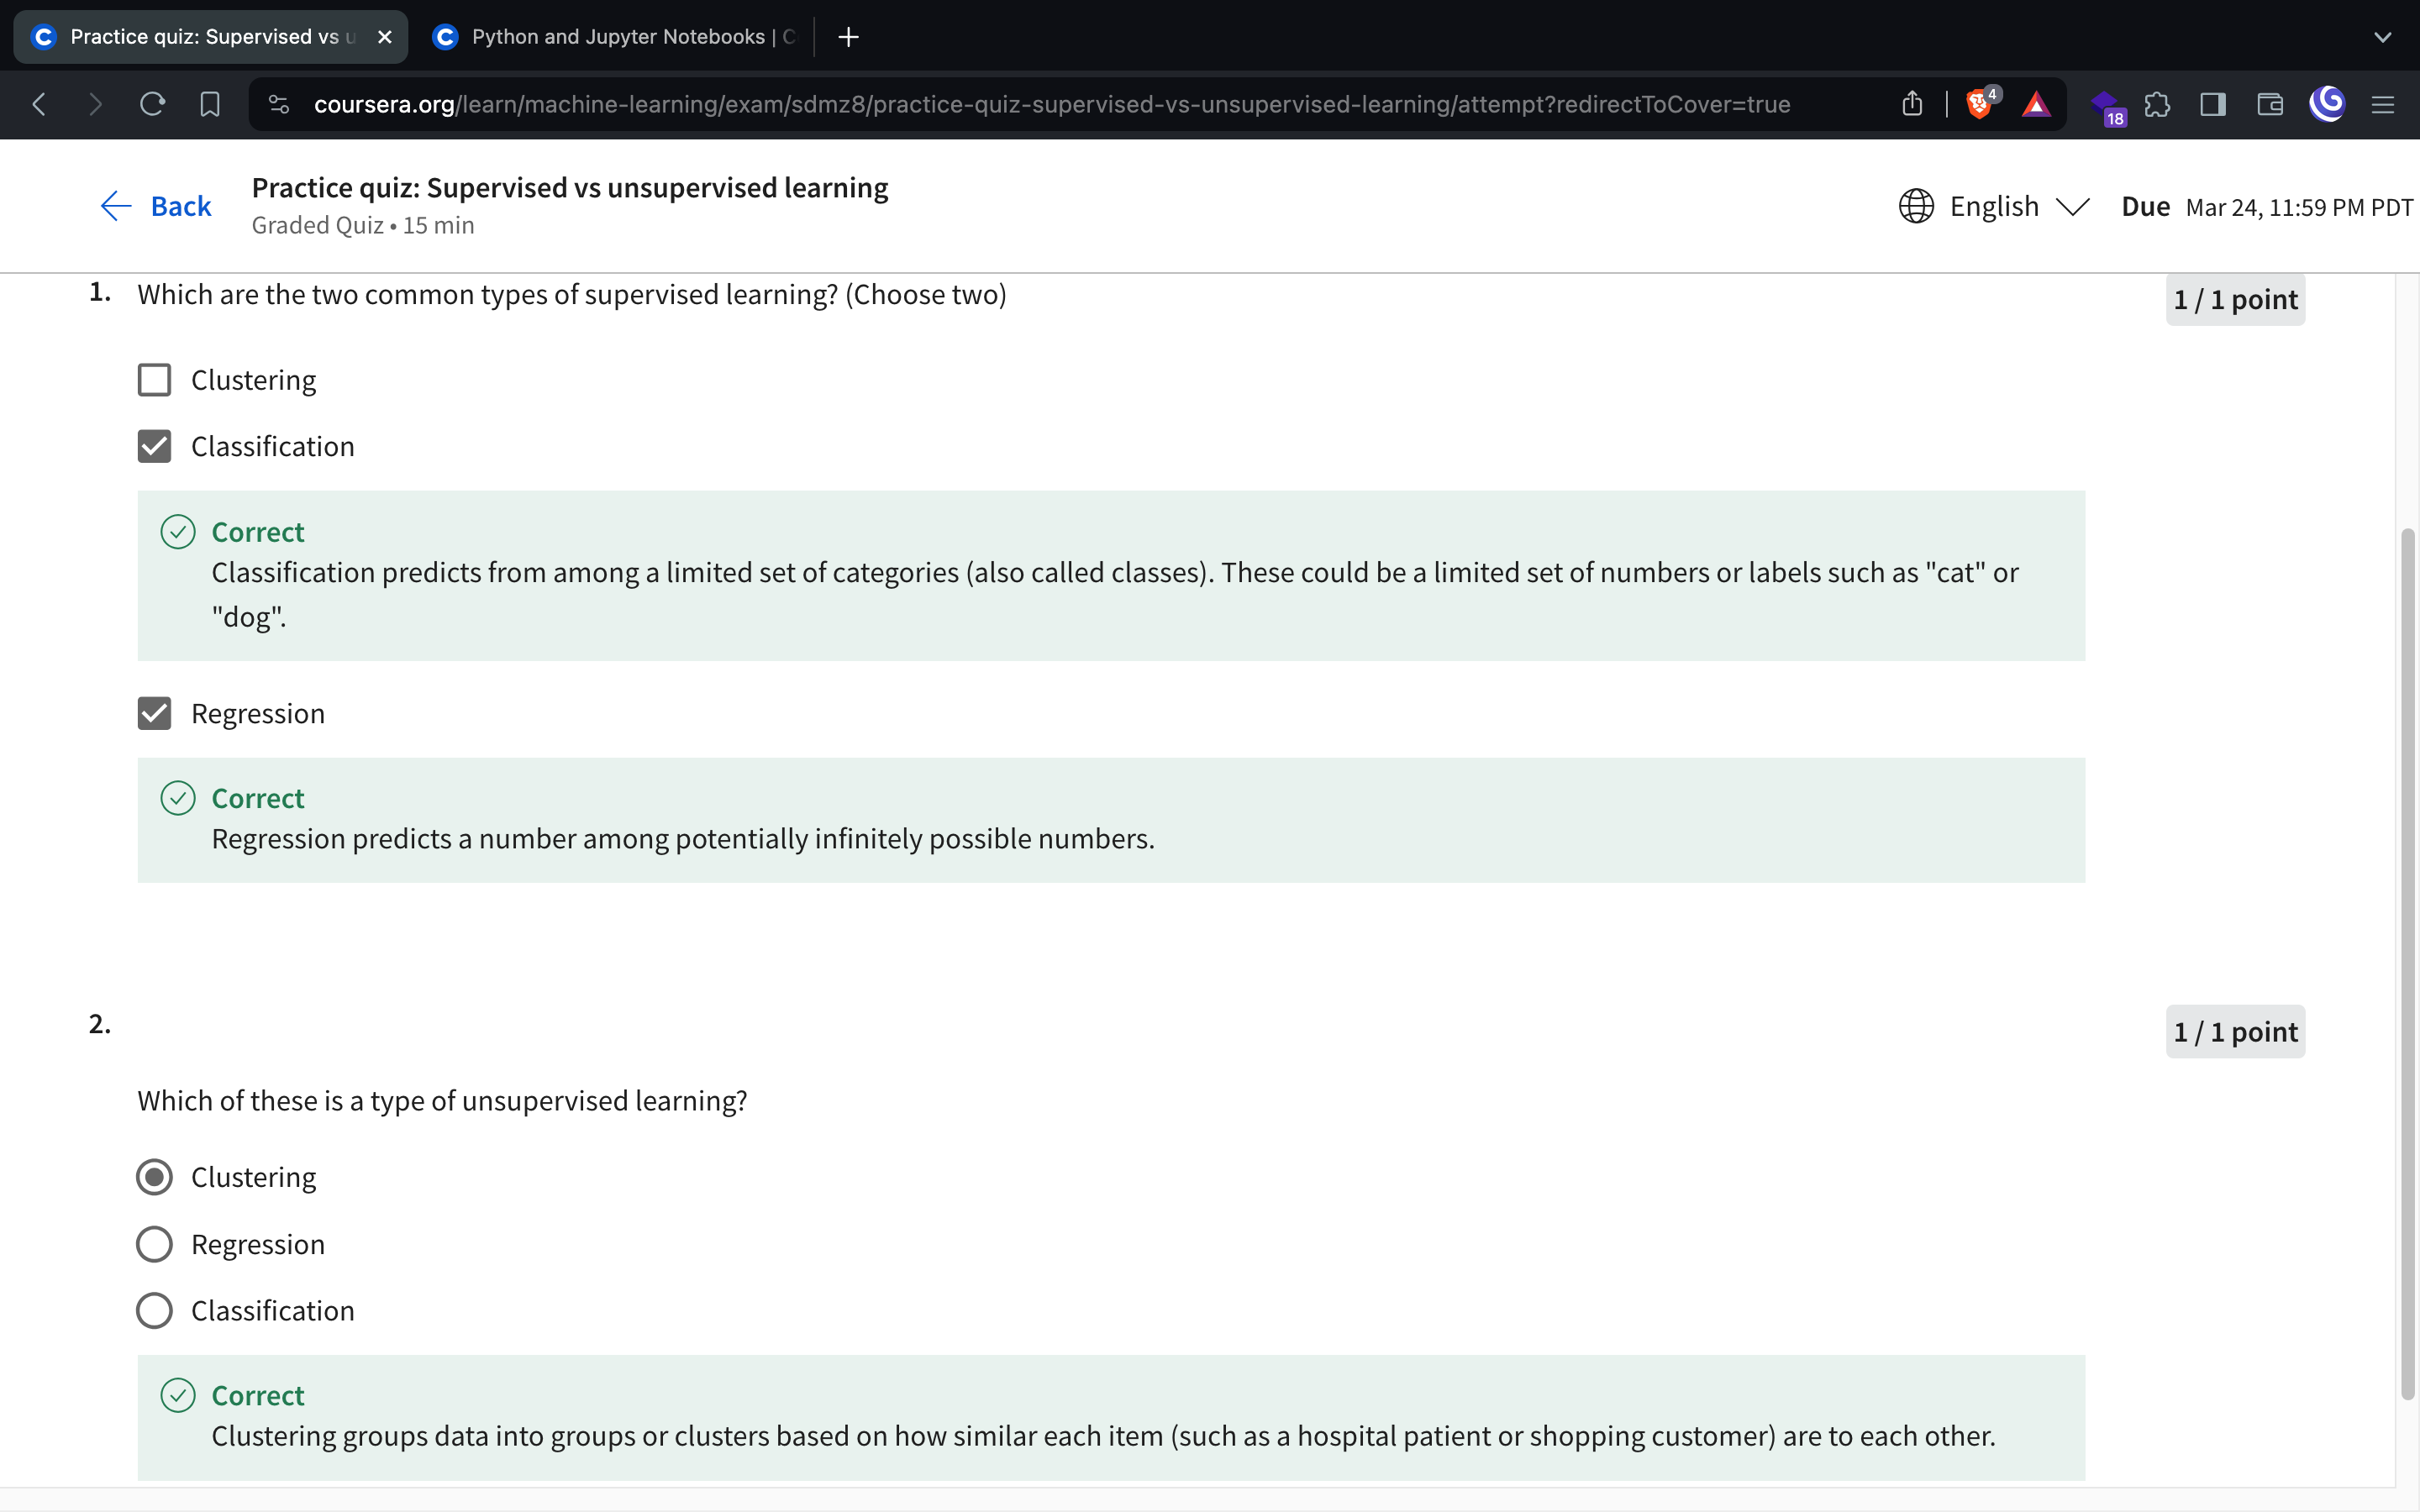 Practice quiz: Supervised vs u
Python and Jupyter Notebooks | C
coursera.org/learn/machine-learning/exam/sdmz8/practice-quiz-supervised-vs-unsupervised-learning/attempt?redirectToCover=true
4
18
Back
Practice quiz: Supervised vs unsupervised learning
Graded Quiz • 15 min
English
Due Mar 24, 11:59 PM PDT
1. Which are the two common types of supervised learning? (Choose two)
1 / 1 point
Clustering
Classification
Correct
Classification predicts from among a limited set of categories (also called classes). These could be a limited set of numbers or labels such as "cat" or
"dog".
Regression
Correct
Regression predicts a number among potentially infinitely possible numbers.
2.
1 / 1 point
Which of these is a type of unsupervised learning?
Clustering
Regression
Classification
Correct
Clustering groups data into groups or clusters based on how similar each item (such as a hospital patient or shopping customer) are to each other.